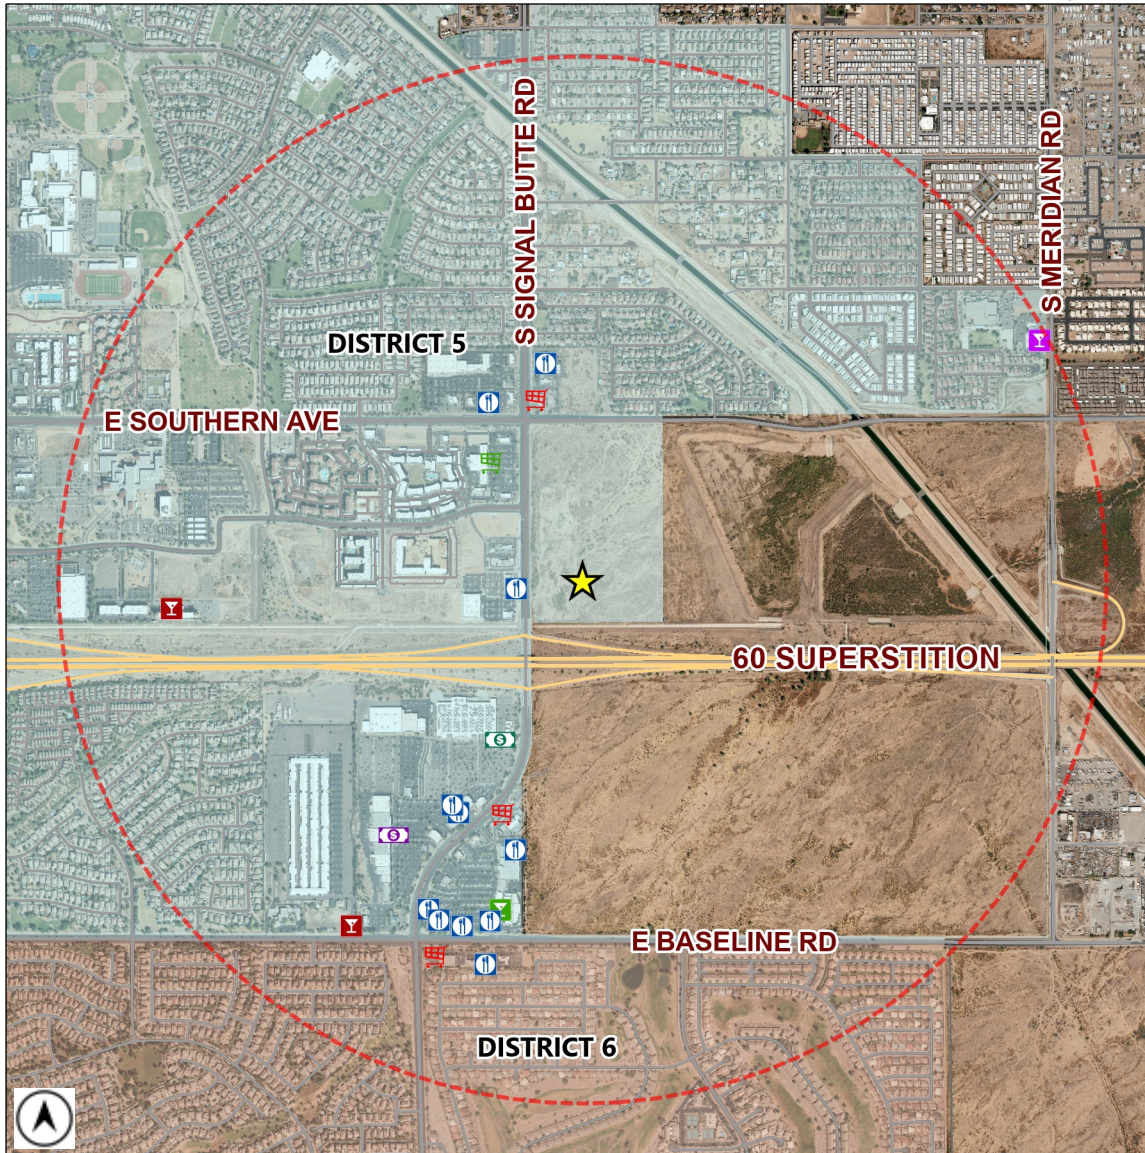 S SIGNAL BUTTE RD
S MERIDIAN RD
DISTRICT 5
E SOUTHERN AVE
60 SUPERSTITION
$
$
E BASELINE RD
DISTRICT 6